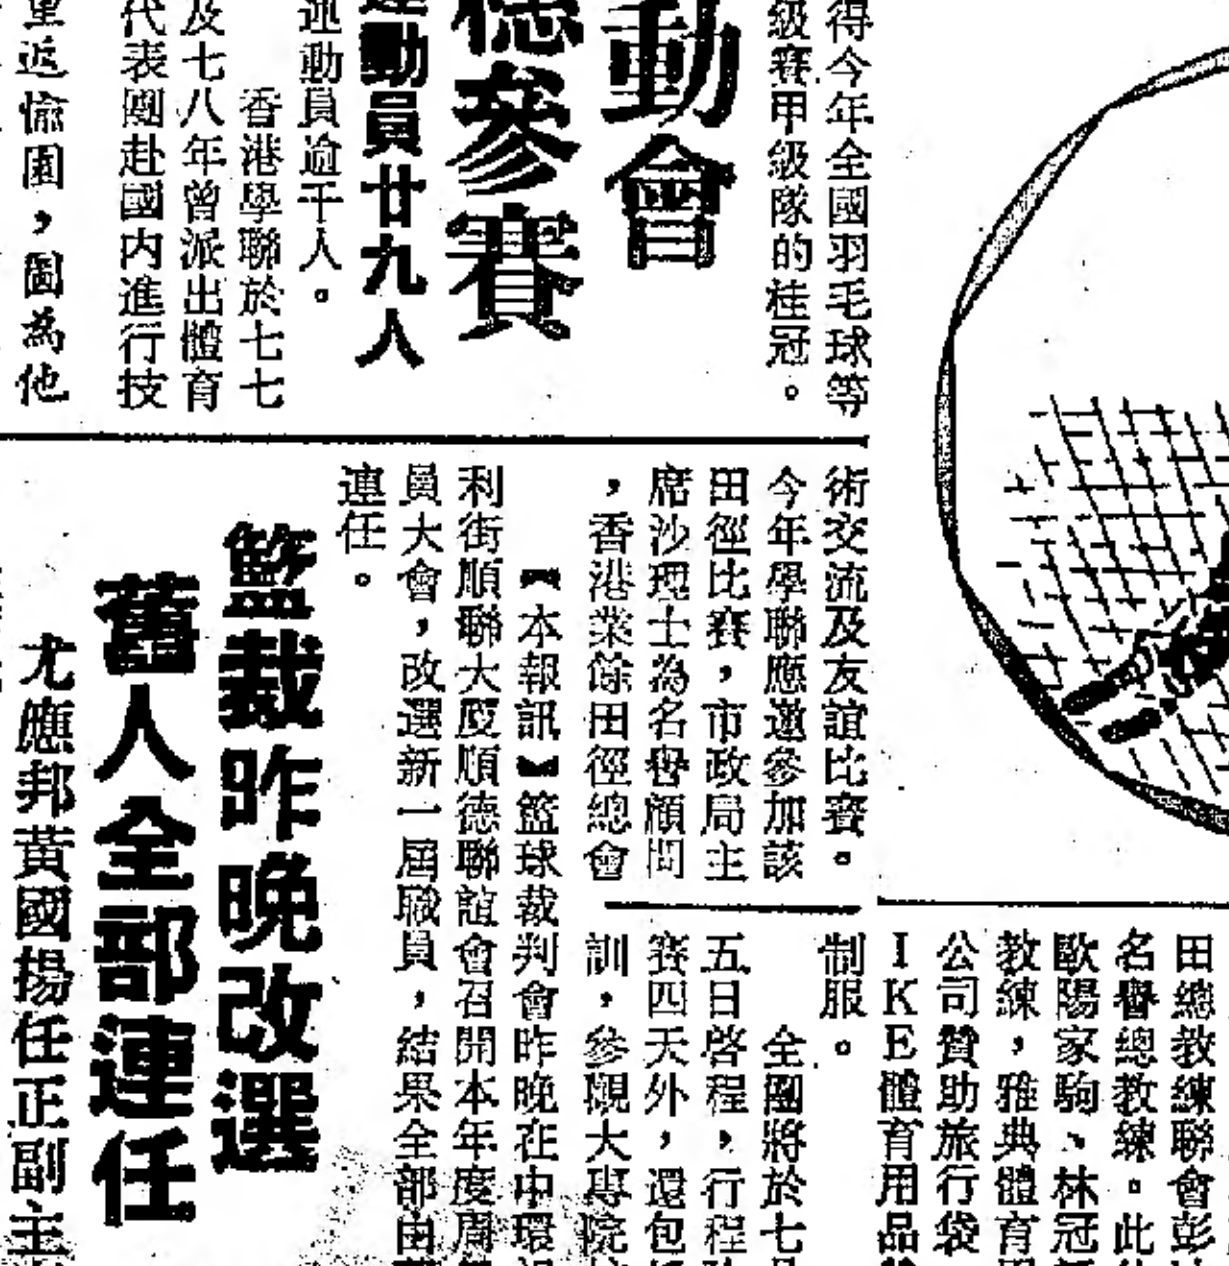 得今年全國羽毛球等
級賽甲級隊的桂冠。
動會
參賽
運動員廿九人
運動員逾千人。
香港學聯於七七
及七八年曾派出體育
代表團赴國內進行技
返愉園，圖為他
術交流及友誼比賽。
今年學聯應邀參加該
田徑比賽，市政局主
席沙理士為名譽顧問
，香港業餘田徑總會
田總教練聯會彭
名譽總教練。此
歐陽家駒、林冠
教練，雅典體育
公司贊助旅行袋
IKE體育用品
制服。
全團將於七
五日啓程，行程
賽四天外，還包
訓，參觀大專院
籃裁昨晚改選
舊人全部連任
尤應邦黃國揚任正副主
【本報訊】籃球裁判會昨晚在中環
利街順聯大廈順德聯誼會召開本年度周
員大會，改選新一屆職員，結果全部由
連任。